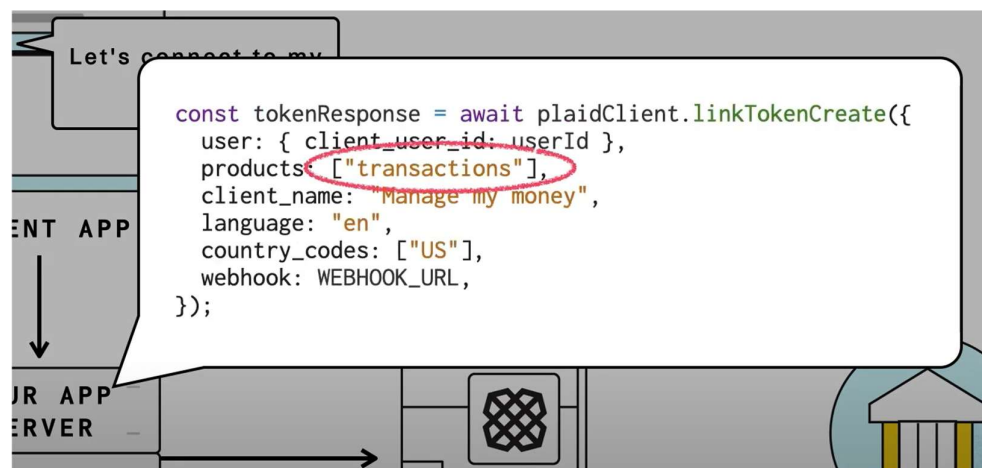 Let's connect to my
const tokenResponse = await plaidClient.linkTokenCreate({
  user: { client_user_id: userId },
  products: ["transactions"],
  client_name: "Manage my money",
  language: "en",
  country_codes: ["US"],
  webhook: WEBHOOK_URL,
});
ENT APP
UR APP
ERVER